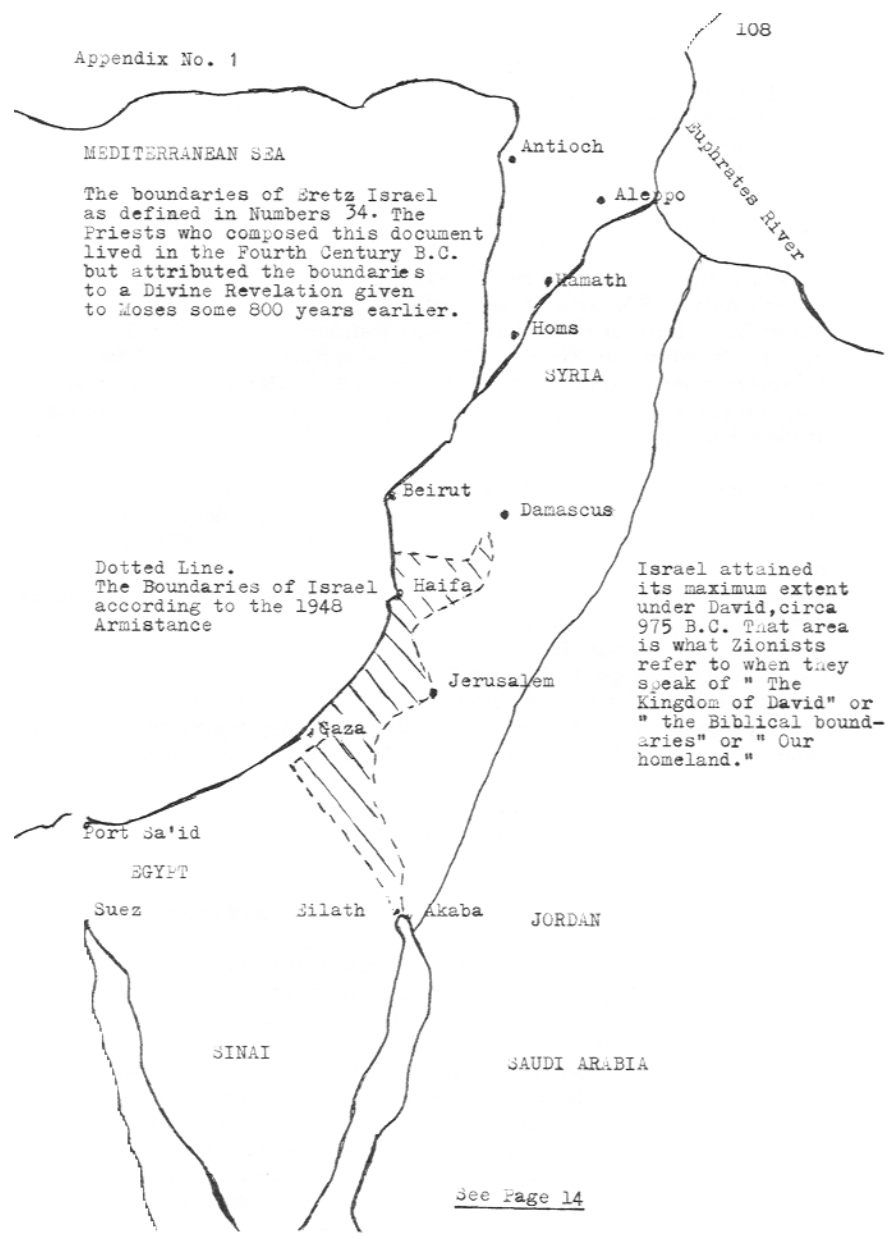 108
Appendix No. 1
Antioch
MEDITERRANEAN SEA
Euphrates River
Aleppo
The boundaries of Eretz Israel
as defined in Numbers 34. The
Priests who composed this document
lived in the Fourth Century B.C.
but attributed the boundaries
to a Divine Revelation given
to Moses some 800 years earlier.
Hamath
Homs
SYRIA
Beirut
Damascus
Dotted Line.
The Boundaries of Israel
according to the 1948
Armistance
Haifa
Israel attained
its maximum extent
under David,circa
975 B.C. That area
is what Zionists
refer to when they
speak of " The
Kingdom of David" or
" the Biblical bound-
aries" or " Our
homeland."
Jerusalem
Gaza
Port Sa'id
EGYPT
Suez
Eilath
Akaba
JORDAN
SINAI
SAUDI ARABIA
See Page 14